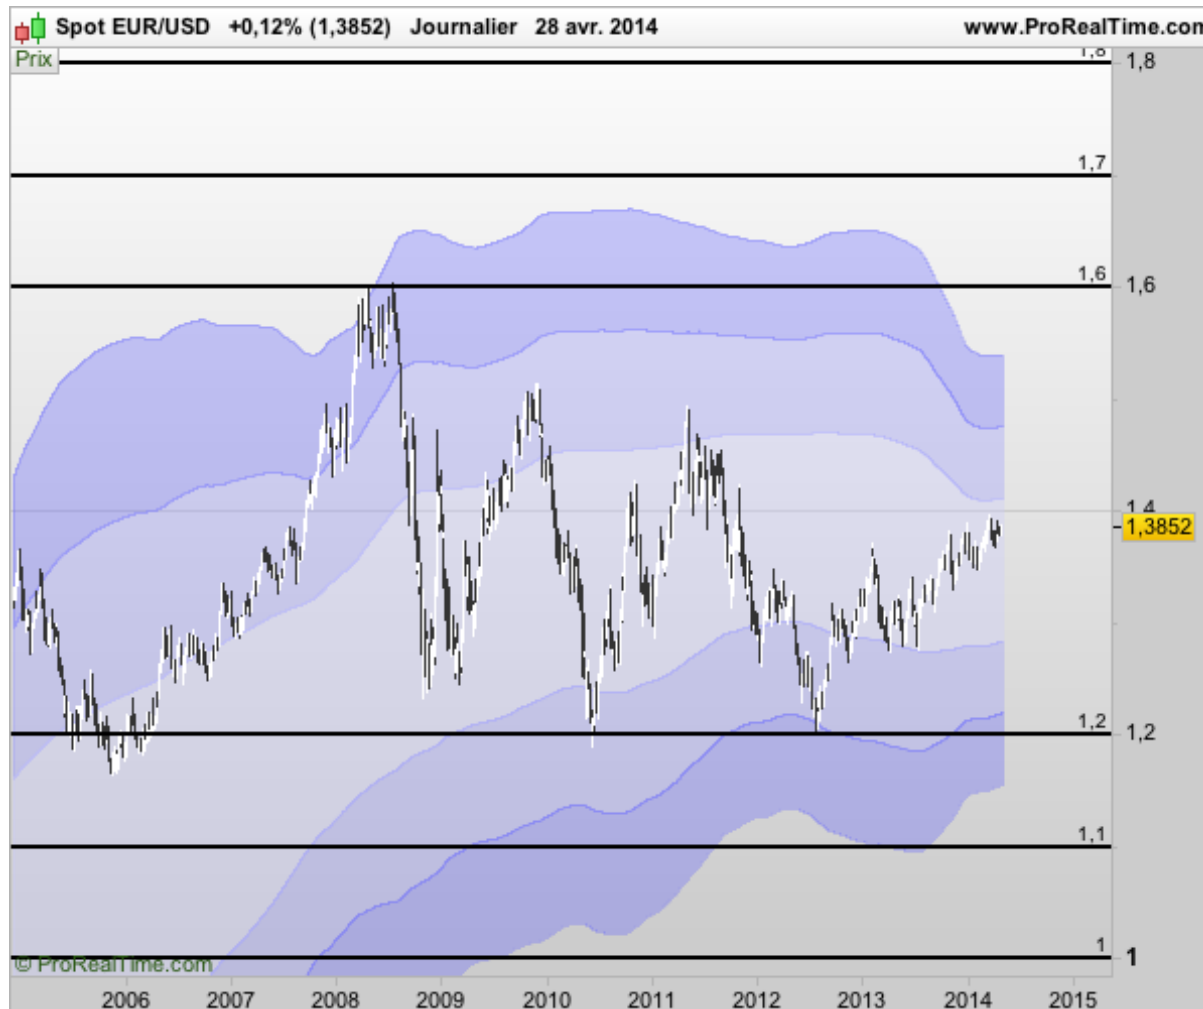 Spot EUR/USD +0,12% (1,3852) Journalier 28 avr. 2014 www.ProRealTime.com
Prix
1,8 1,8
1,7
1,6 1,6
1,4
1,3852
1,2 1,2
1,1
1 1
© ProRealTime.com
2006 2007 2008 2009 2010 2011 2012 2013 2014 2015